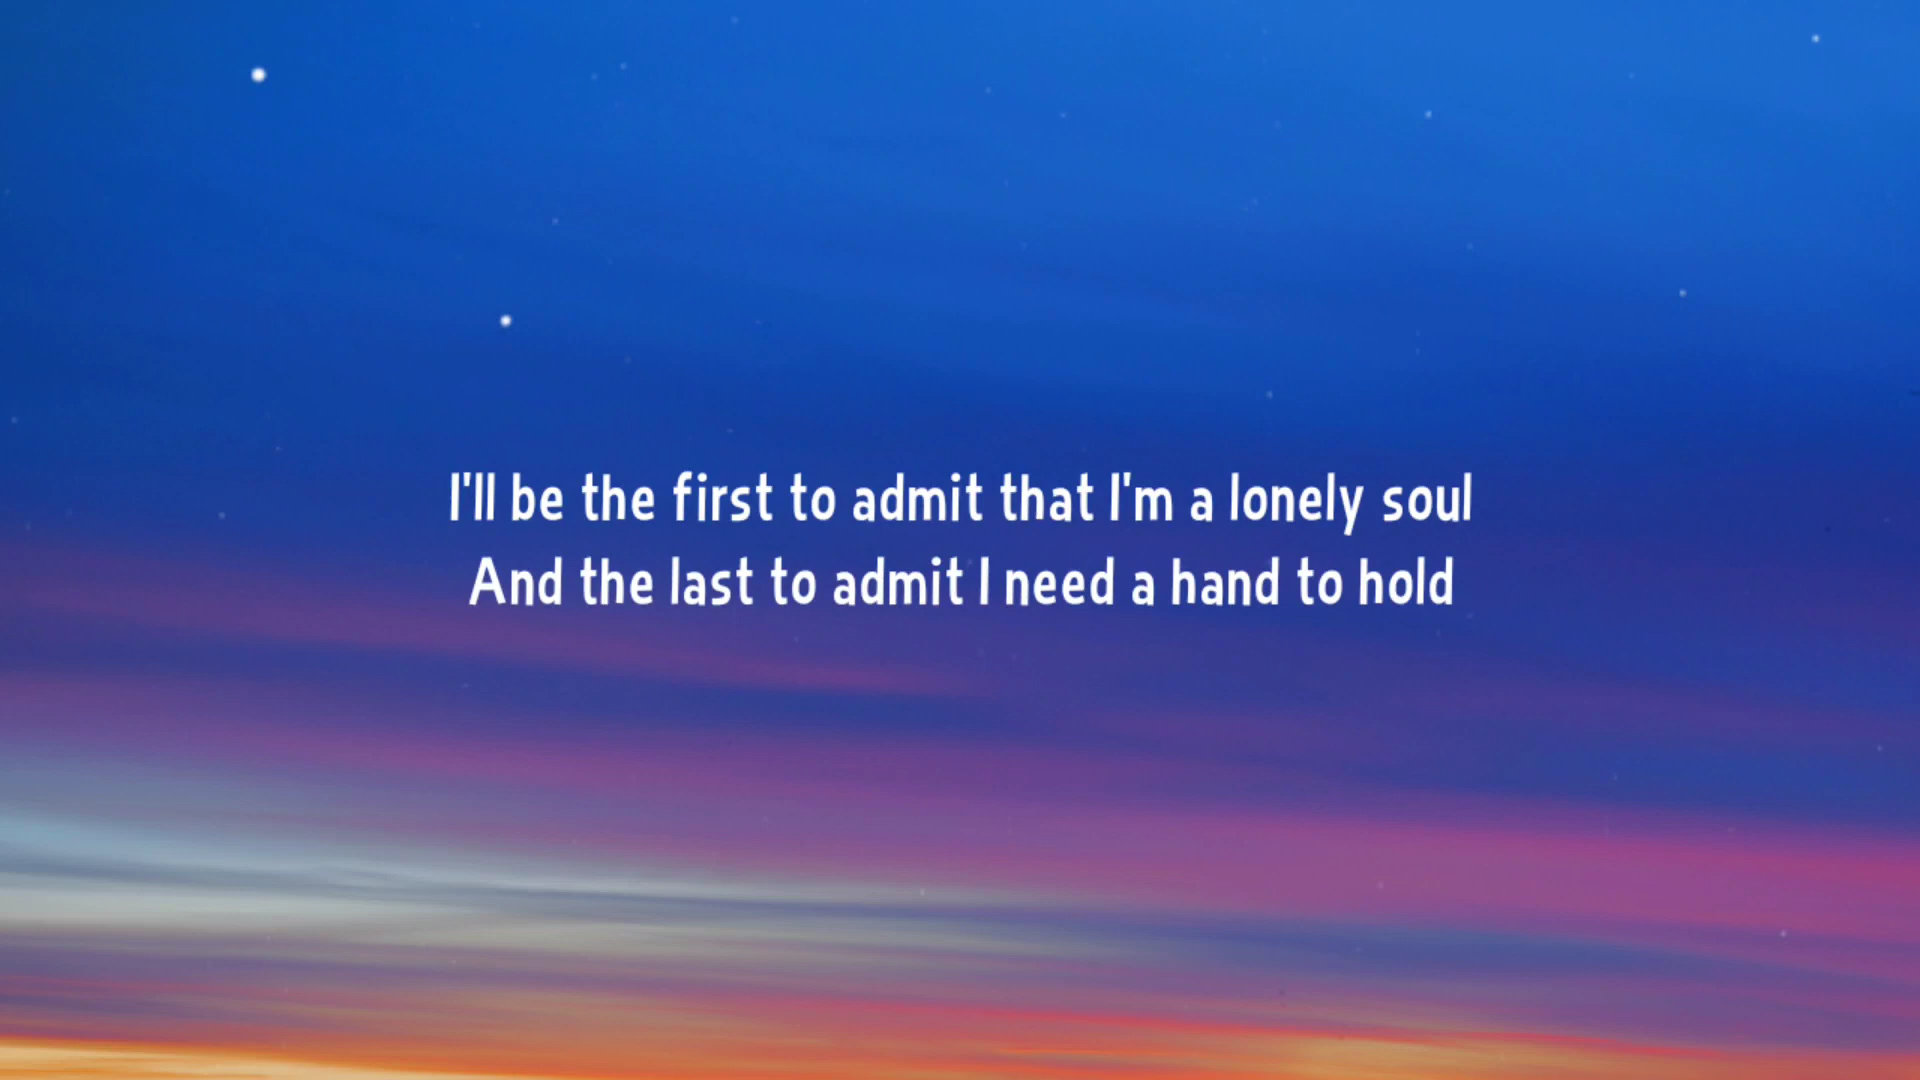 I'll be the first to admit that I'm a lonely soul
And the last to admit I need a hand to hold